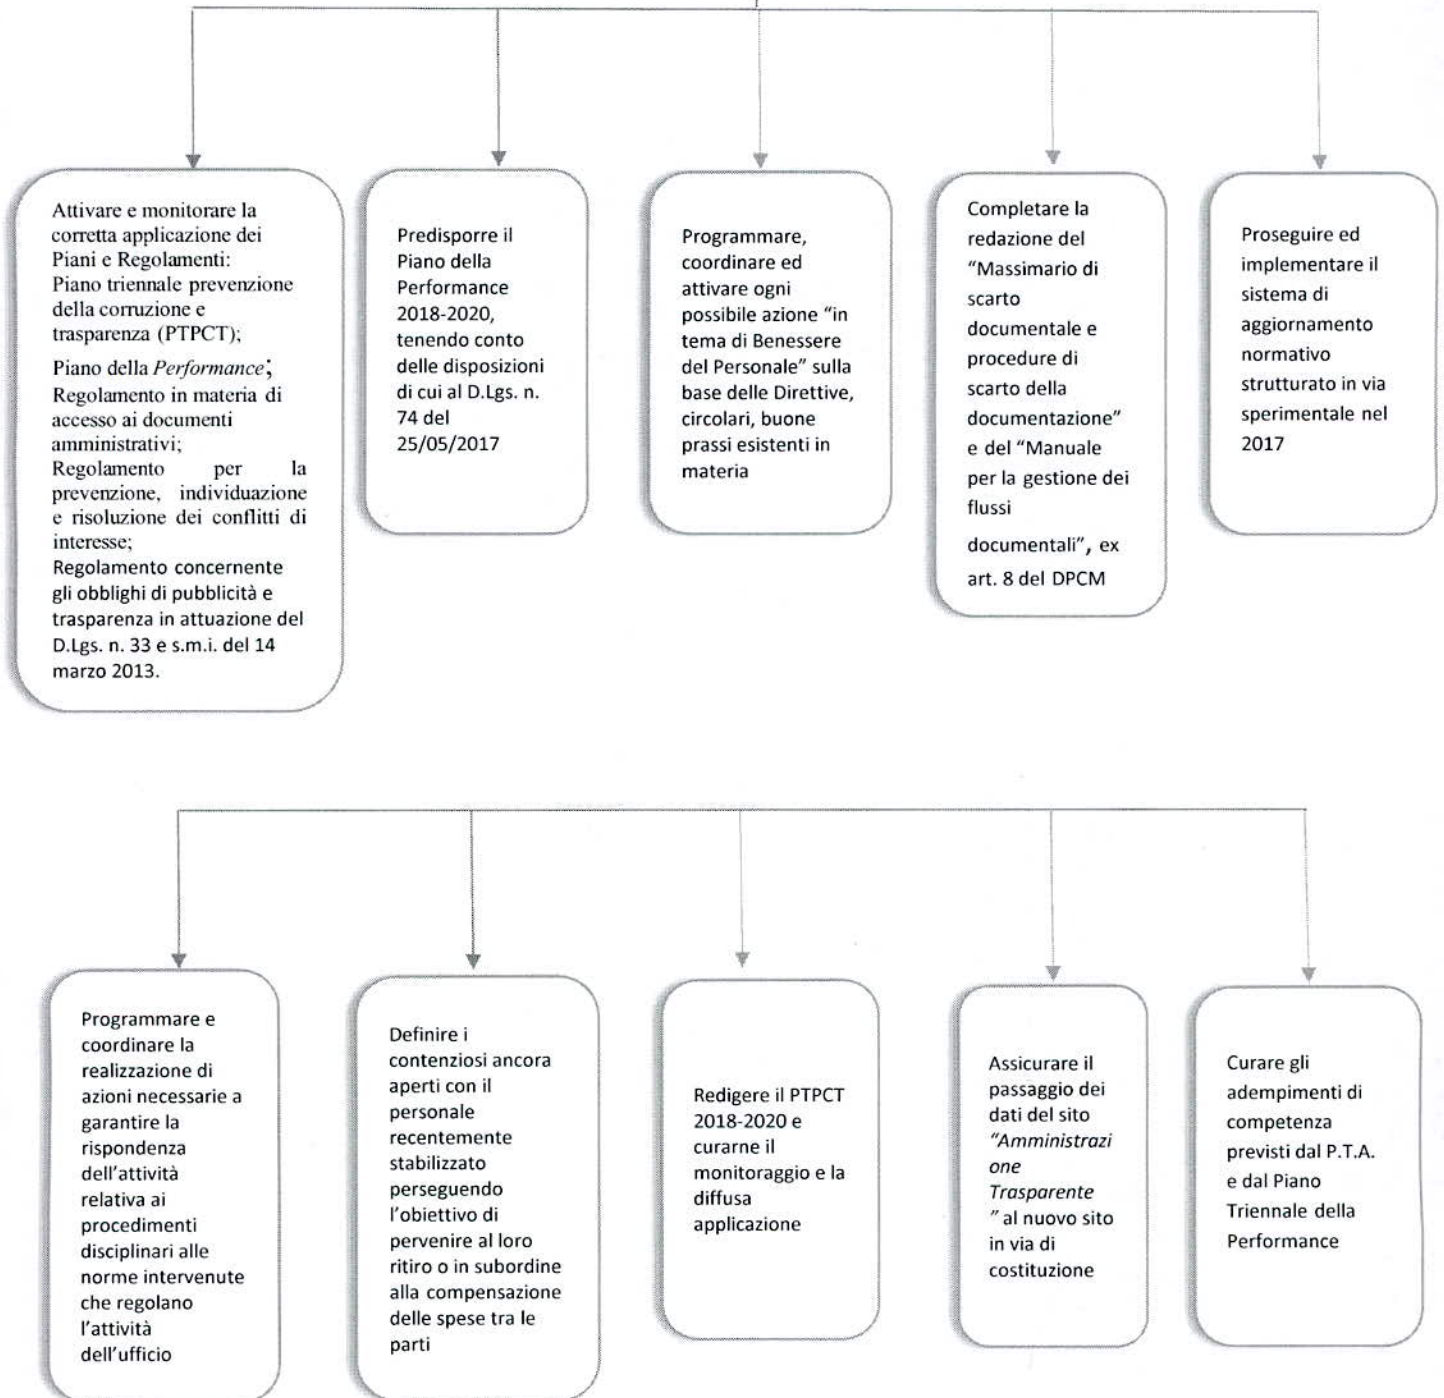 Attivare e monitorare la
corretta applicazione dei
Piani e Regolamenti:
Piano triennale prevenzione
della corruzione e
trasparenza (PTPCT);
Piano della Performance;
Regolamento in materia di
accesso ai documenti
amministrativi;
Regolamento per la
prevenzione, individuazione
e risoluzione dei conflitti di
interesse;
Regolamento concernente
gli obblighi di pubblicità e
trasparenza in attuazione del
D.Lgs. n. 33 e s.m.i. del 14
marzo 2013.
Predisporre il
Piano della
Performance
2018-2020,
tenendo conto
delle disposizioni
di cui al D.Lgs. n.
74 del
25/05/2017
Programmare,
coordinare ed
attivare ogni
possibile azione "in
tema di Benessere
del Personale" sulla
base delle Direttive,
circolari, buone
prassi esistenti in
materia
Completare la
redazione del
"Massimario di
scarto
documentale e
procedure di
scarto della
documentazione"
e del "Manuale
per la gestione dei
flussi
documentali", ex
art. 8 del DPCM
Proseguire ed
implementare il
sistema di
aggiornamento
normativo
strutturato in via
sperimentale nel
2017
Programmare e
coordinare la
realizzazione di
azioni necessarie a
garantire la
rispondenza
dell'attività
relativa ai
procedimenti
disciplinari alle
norme intervenute
che regolano
l'attività
dell'ufficio
Definire i
contenziosi ancora
aperti con il
personale
recentemente
stabilizzato
perseguendo
l'obiettivo di
pervenire al loro
ritiro o in subordine
alla compensazione
delle spese tra le
parti
Redigere il PTPCT
2018-2020 e
curarne il
monitoraggio e la
diffusa
applicazione
Assicurare il
passaggio dei
dati del sito
"Amministrazi
one
Trasparente
" al nuovo sito
in via di
costituzione
Curare gli
adempimenti di
competenza
previsti dal P.T.A.
e dal Piano
Triennale della
Performance